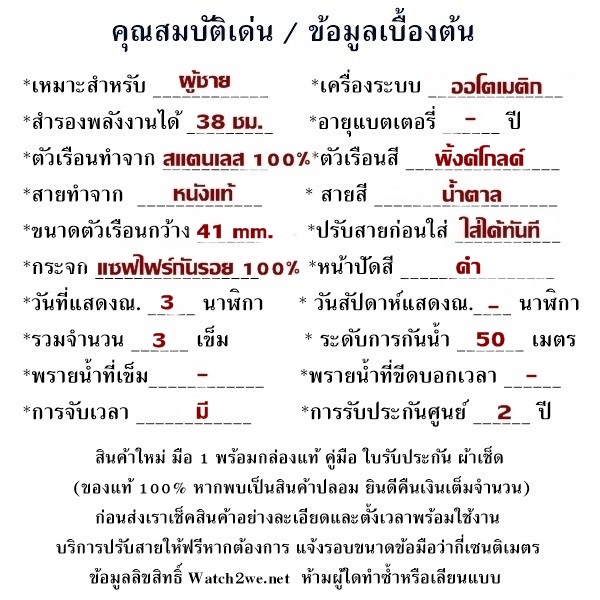 คุณสมบัติเด่น / ข้อมูลเบื้องต้น
*เหมาะสำหรับ ผู้ชาย *เครื่องระบบ ออโตเมติก
*สำรองพลังงานได้ 38 ชม. *อายุแบตเตอรี่ - ปี
*ตัวเรือนทำจาก สแตนเลส 100% *ตัวเรือนสี พิ้งค์โกลด์
*สายทำจาก หนังแท้ * สายสี น้ำตาล
*ขนาดตัวเรือนกว้าง 41 mm. *ปรับสายก่อนใส่ ใส่ได้ทันที
*กระจก แซฟไฟร์กันรอย 100% *หน้าปัดสี ดำ
*วันที่แสดงณ. 3 นาฬิกา * วันสัปดาห์แสดงณ. - นาฬิกา
*รวมจำนวน 3 เข็ม * ระดับการกันน้ำ 50 เมตร
*พรายน้ำที่เข็ม - *พรายน้ำที่ขีดบอกเวลา -
*การจับเวลา มี *การรับประกันศูนย์ 2 ปี
สินค้าใหม่ มือ 1 พร้อมกล่องแท้ คู่มือ ใบรับประกัน ผ้าเช็ด
(ของแท้ 100% หากพบเป็นสินค้าปลอม ยินดีคืนเงินเต็มจำนวน)
ก่อนส่งเราเช็คสินค้าอย่างละเอียดและตั้งเวลาพร้อมใช้งาน
บริการปรับสายให้ฟรีหากต้องการ แจ้งรอบขนาดข้อมือว่ากี่เซนติเมตร
ข้อมูลลิขสิทธิ์ Watch2we.net ห้ามผู้ใดทำซ้ำหรือเลียนแบบ